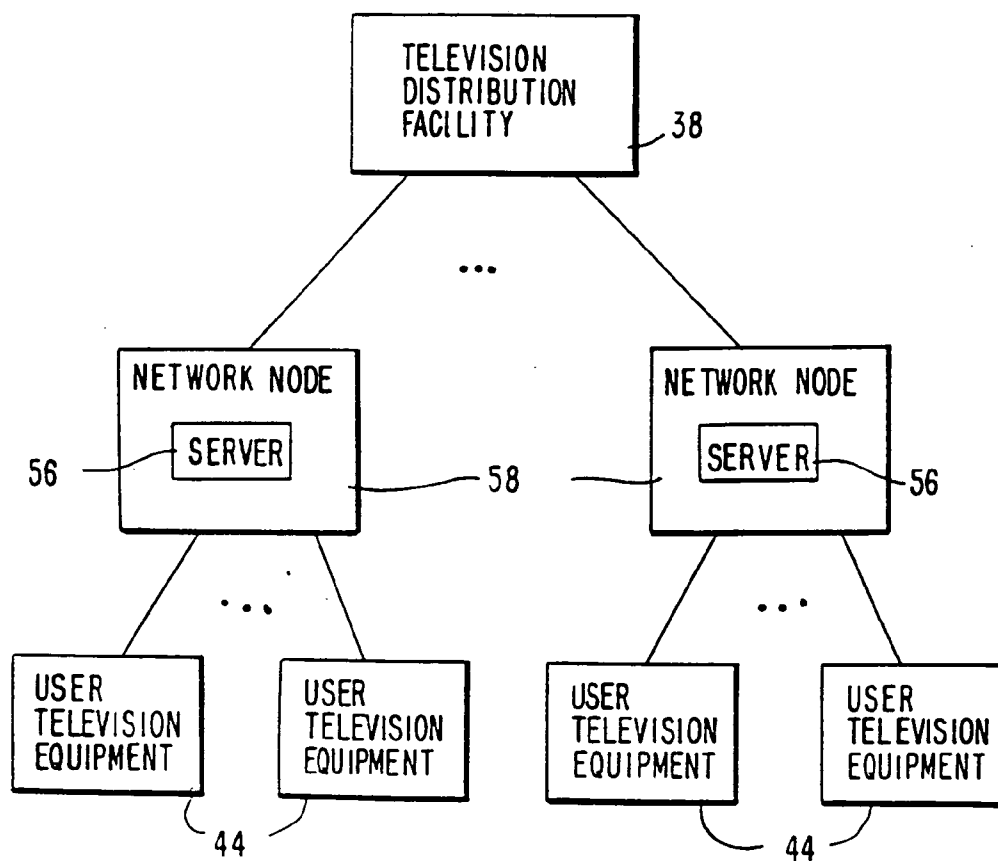 TELEVISION
DISTRIBUTION
FACILITY
38
NETWORK NODE
SERVER
56
58
NETWORK NODE
SERVER
56
USER
TELEVISION
EQUIPMENT
USER
TELEVISION
EQUIPMENT
44
USER
TELEVISION
EQUIPMENT
USER
TELEVISION
EQUIPMENT
44